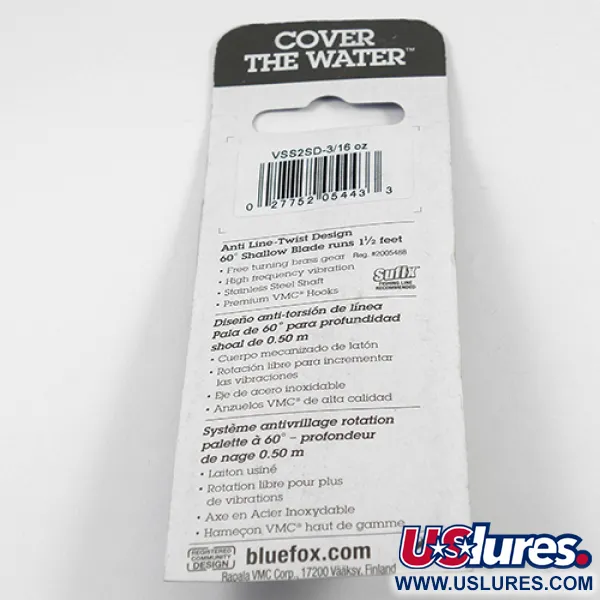 COVER
THE WATER™
VSS2SD-3/16 oz
0 27752 05443 3
Anti Line-Twist Design
60° Shallow Blade runs 1½ feet
• Free turning brass gear Reg. #2005488
• High frequency vibration
• Stainless Steel Shaft
• Premium VMC® Hooks
Sufix
FISHING LINE
RECOMMENDED
Diseño anti-torsión de línea
Pala de 60° para profundidad
shoal de 0.50 m
• Cuerpo mecanizado de latón
• Rotación libre para incrementar
las vibraciones
• Eje de acero inoxidable
• Anzuelos VMC® de alta calidad
Système antivrillage rotation
palette à 60° – profondeur
de nage 0.50 m
• Laiton usiné
• Rotation libre pour plus
de vibrations
• Axe en Acier Inoxydable
• Hameçon VMC® haut de gamme
REGISTERED
COMMUNITY
DESIGN
bluefox.com
Rapala VMC Corp., 17200 Vääksy, Finland
USlures.
WWW.USLURES.COM